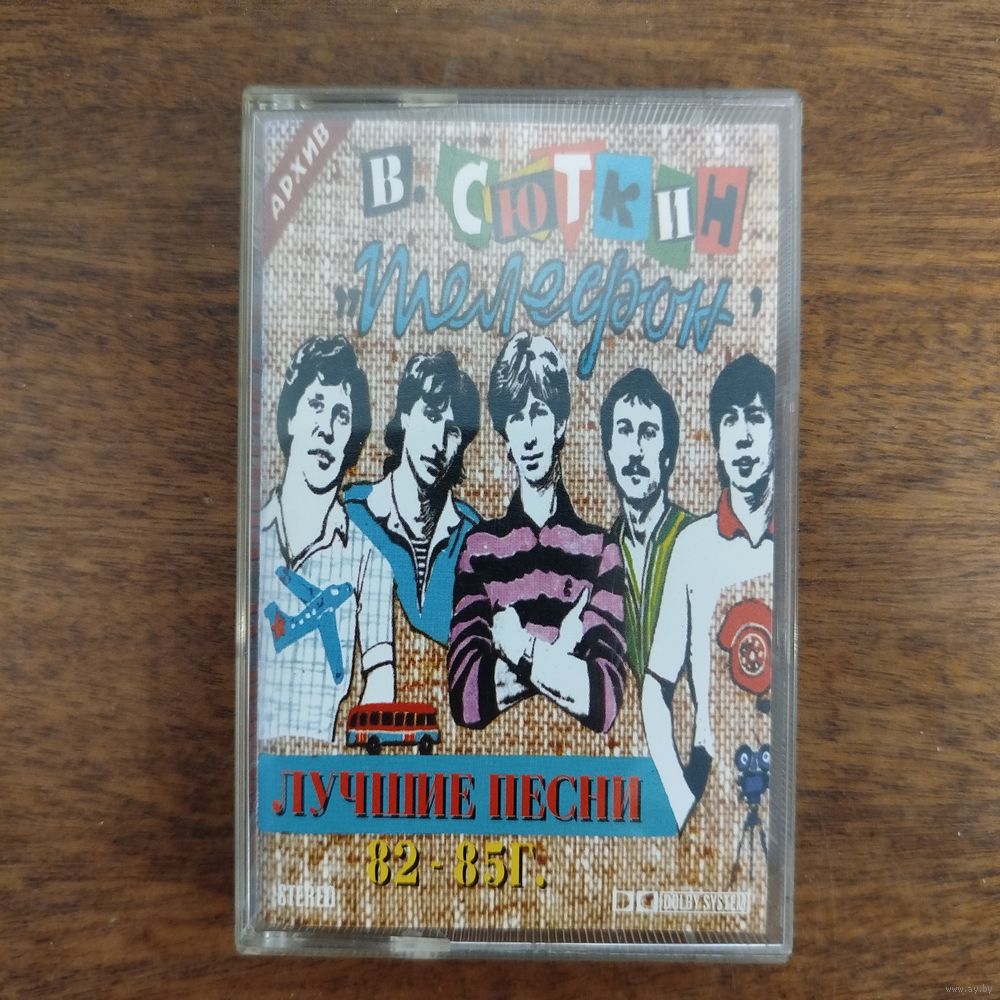 АРХИВ
В. СЮТКИН
"Телефон"
ЛУЧШИЕ ПЕСНИ
82 - 85Г.
STEREO
DOLBY SYSTEM
www.ay.by